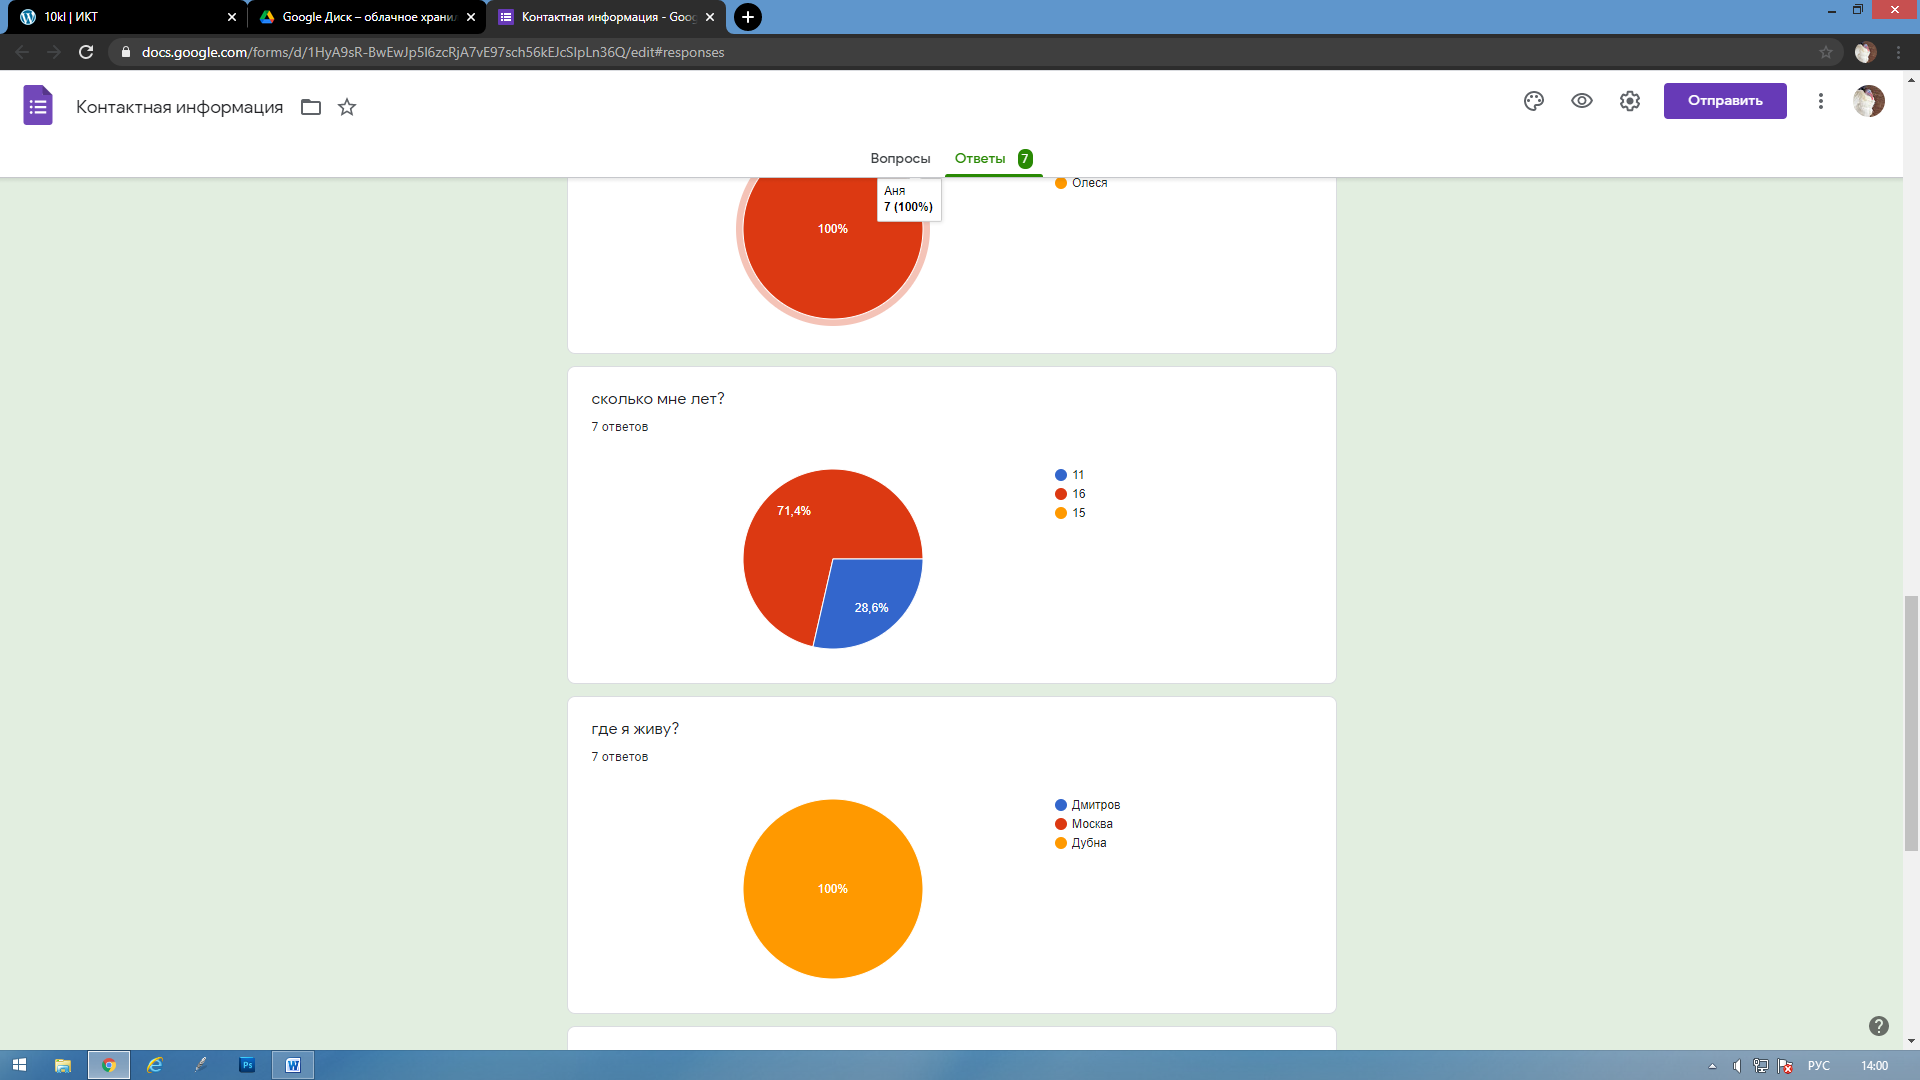 10kl | ИКТ
Google Диск – облачное храни
Контактная информация - Goog
docs.google.com/forms/d/1HyA9sR-BwEwJp5I6zcRjA7vE97sch56kEJcSIpLn36Q/edit#responses
Контактная информация
Отправить
Вопросы
Ответы 7
Олеся
Аня
7 (100%)
100%
сколько мне лет?
7 ответов
11
16
15
71,4%
28,6%
где я живу?
7 ответов
Дмитров
Москва
Дубна
100%
Ps
W
РУС
14:00